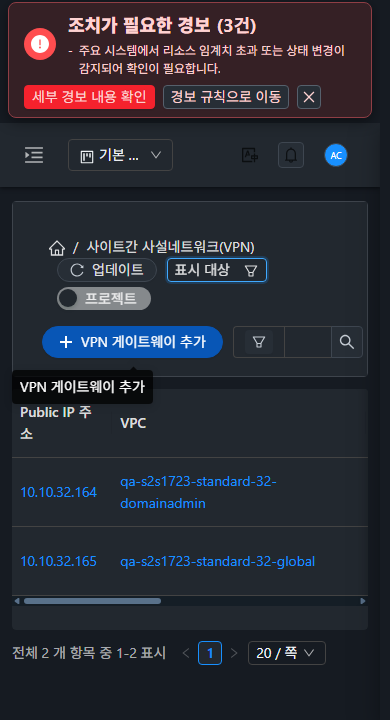 조치가 필요한 경보 (3건)
- 주요 시스템에서 리소스 임계치 초과 또는 상태 변경이
감지되어 확인이 필요합니다.
세부 경보 내용 확인 경보 규칙으로 이동
기본 ...
AC
/ 사이트간 사설네트워크(VPN)
업데이트 표시 대상
프로젝트
VPN 게이트웨이 추가
VPN 게이트웨이 추가
Public IP 주
소
VPC
10.10.32.164
qa-s2s1723-standard-32-
domainadmin
10.10.32.165 qa-s2s1723-standard-32-global
전체 2 개 항목 중 1-2 표시 < 1 > 20 / 쪽